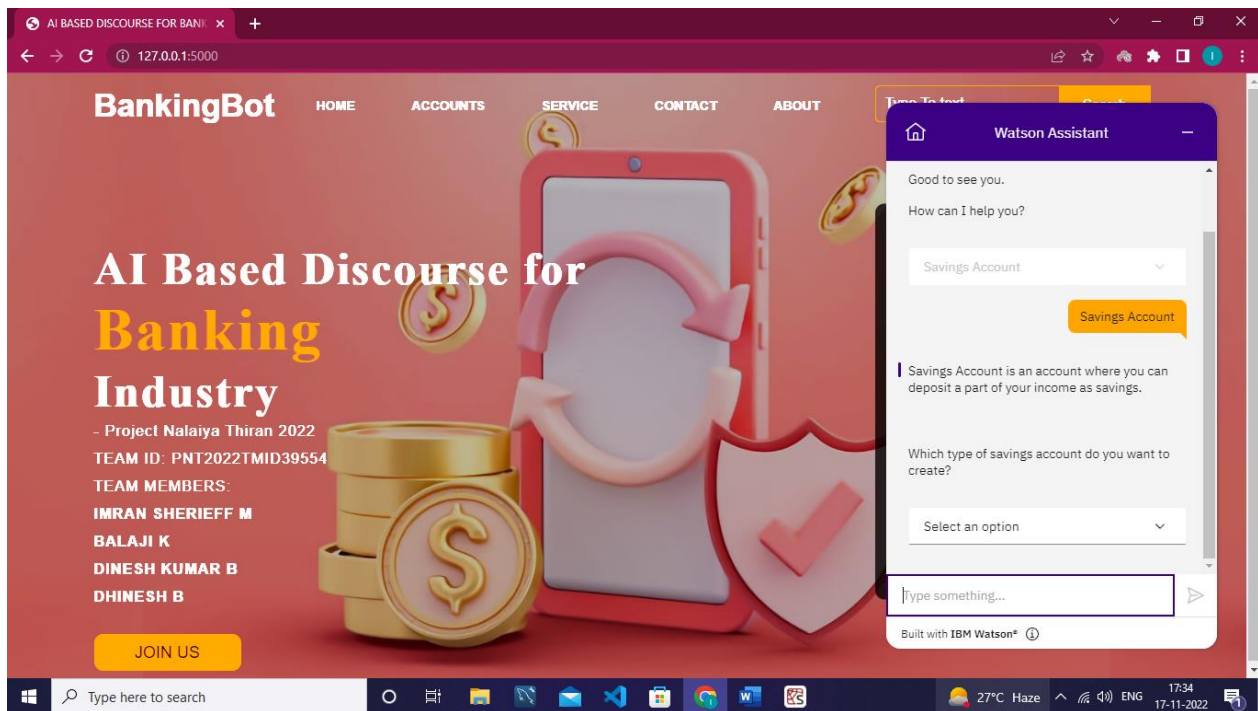 AI BASED DISCOURSE FOR BANK
127.0.0.1:5000
BankingBot
HOME
ACCOUNTS
SERVICE
CONTACT
ABOUT
Type To text
Search
AI Based Discourse for
Banking
Industry
- Project Nalaiya Thiran 2022
TEAM ID: PNT2022TMID39554
TEAM MEMBERS:
IMRAN SHERIEFF M
BALAJI K
DINESH KUMAR B
DHINESH B
JOIN US
Watson Assistant
Good to see you.
How can I help you?
Savings Account
Savings Account
Savings Account is an account where you can
deposit a part of your income as savings.
Which type of savings account do you want to
create?
Select an option
Type something...
Built with IBM Watson®
Type here to search
27°C Haze
ENG
17:34
17-11-2022